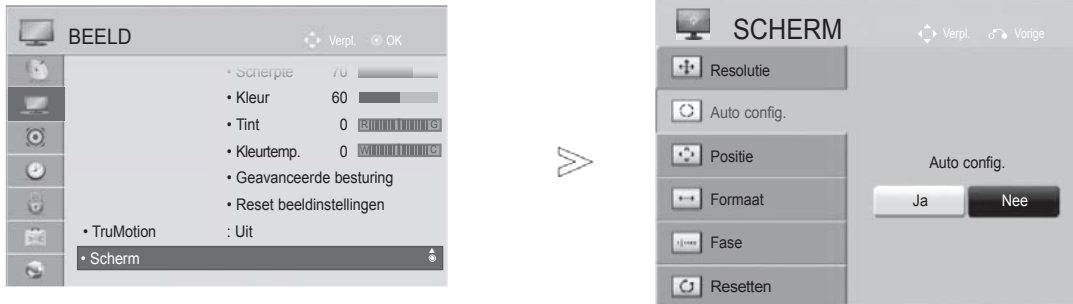 BEELD
Verpl. OK
• Scherpte 70
• Kleur 60
• Tint 0 R G
• Kleurtemp. 0 W C
• Geavanceerde besturing
• Reset beeldinstellingen
• TruMotion : Uit
• Scherm
SCHERM
Verpl. Vorige
Resolutie
Auto config.
Positie
Formaat
Fase
Resetten
Auto config.
Ja Nee